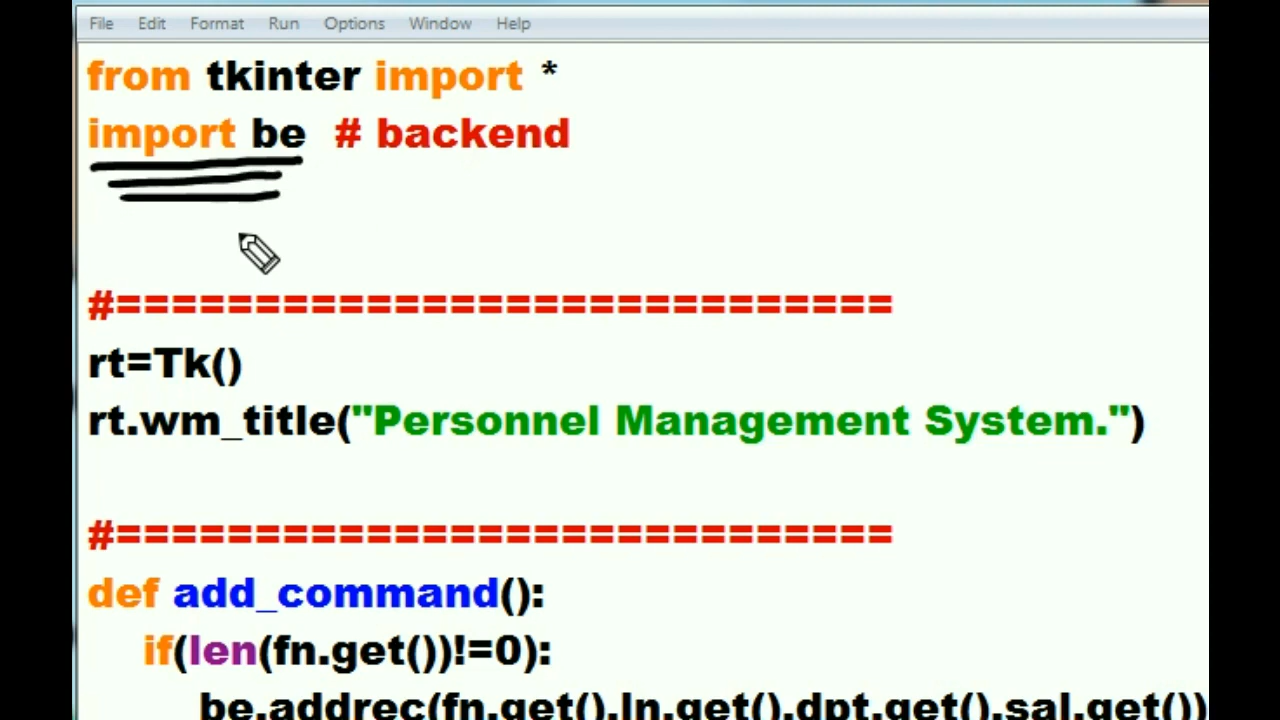 File Edit Format Run Options Window Help
from tkinter import *
import be # backend
#============================
rt=Tk()
rt.wm_title("Personnel Management System.")
#============================
def add_command():
if(len(fn.get())!=0):
be.addrec(fn.get(),ln.get(),dpt.get(),sal.get())